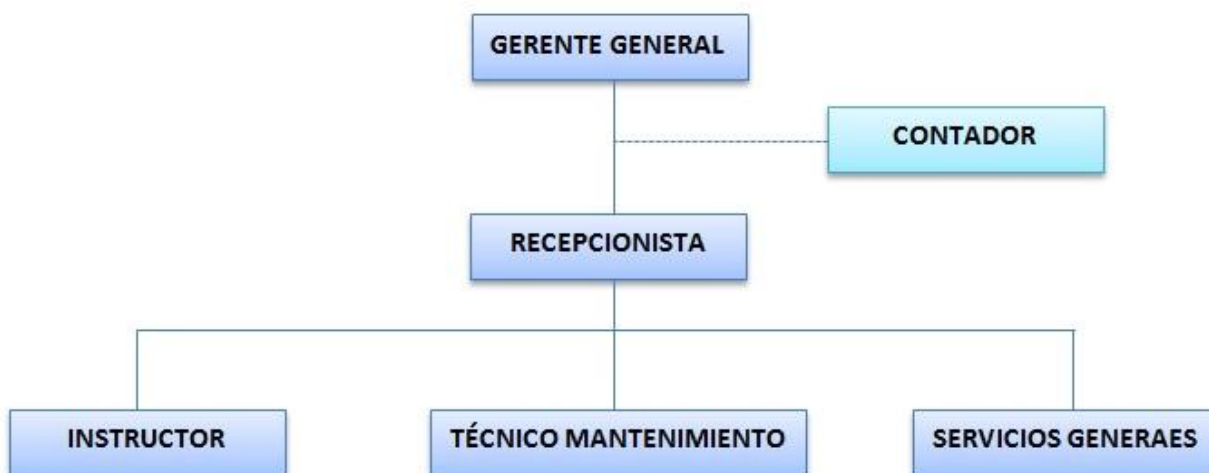 GERENTE GENERAL
CONTADOR
RECEPCIONISTA
INSTRUCTOR
TÉCNICO MANTENIMIENTO
SERVICIOS GENERAES